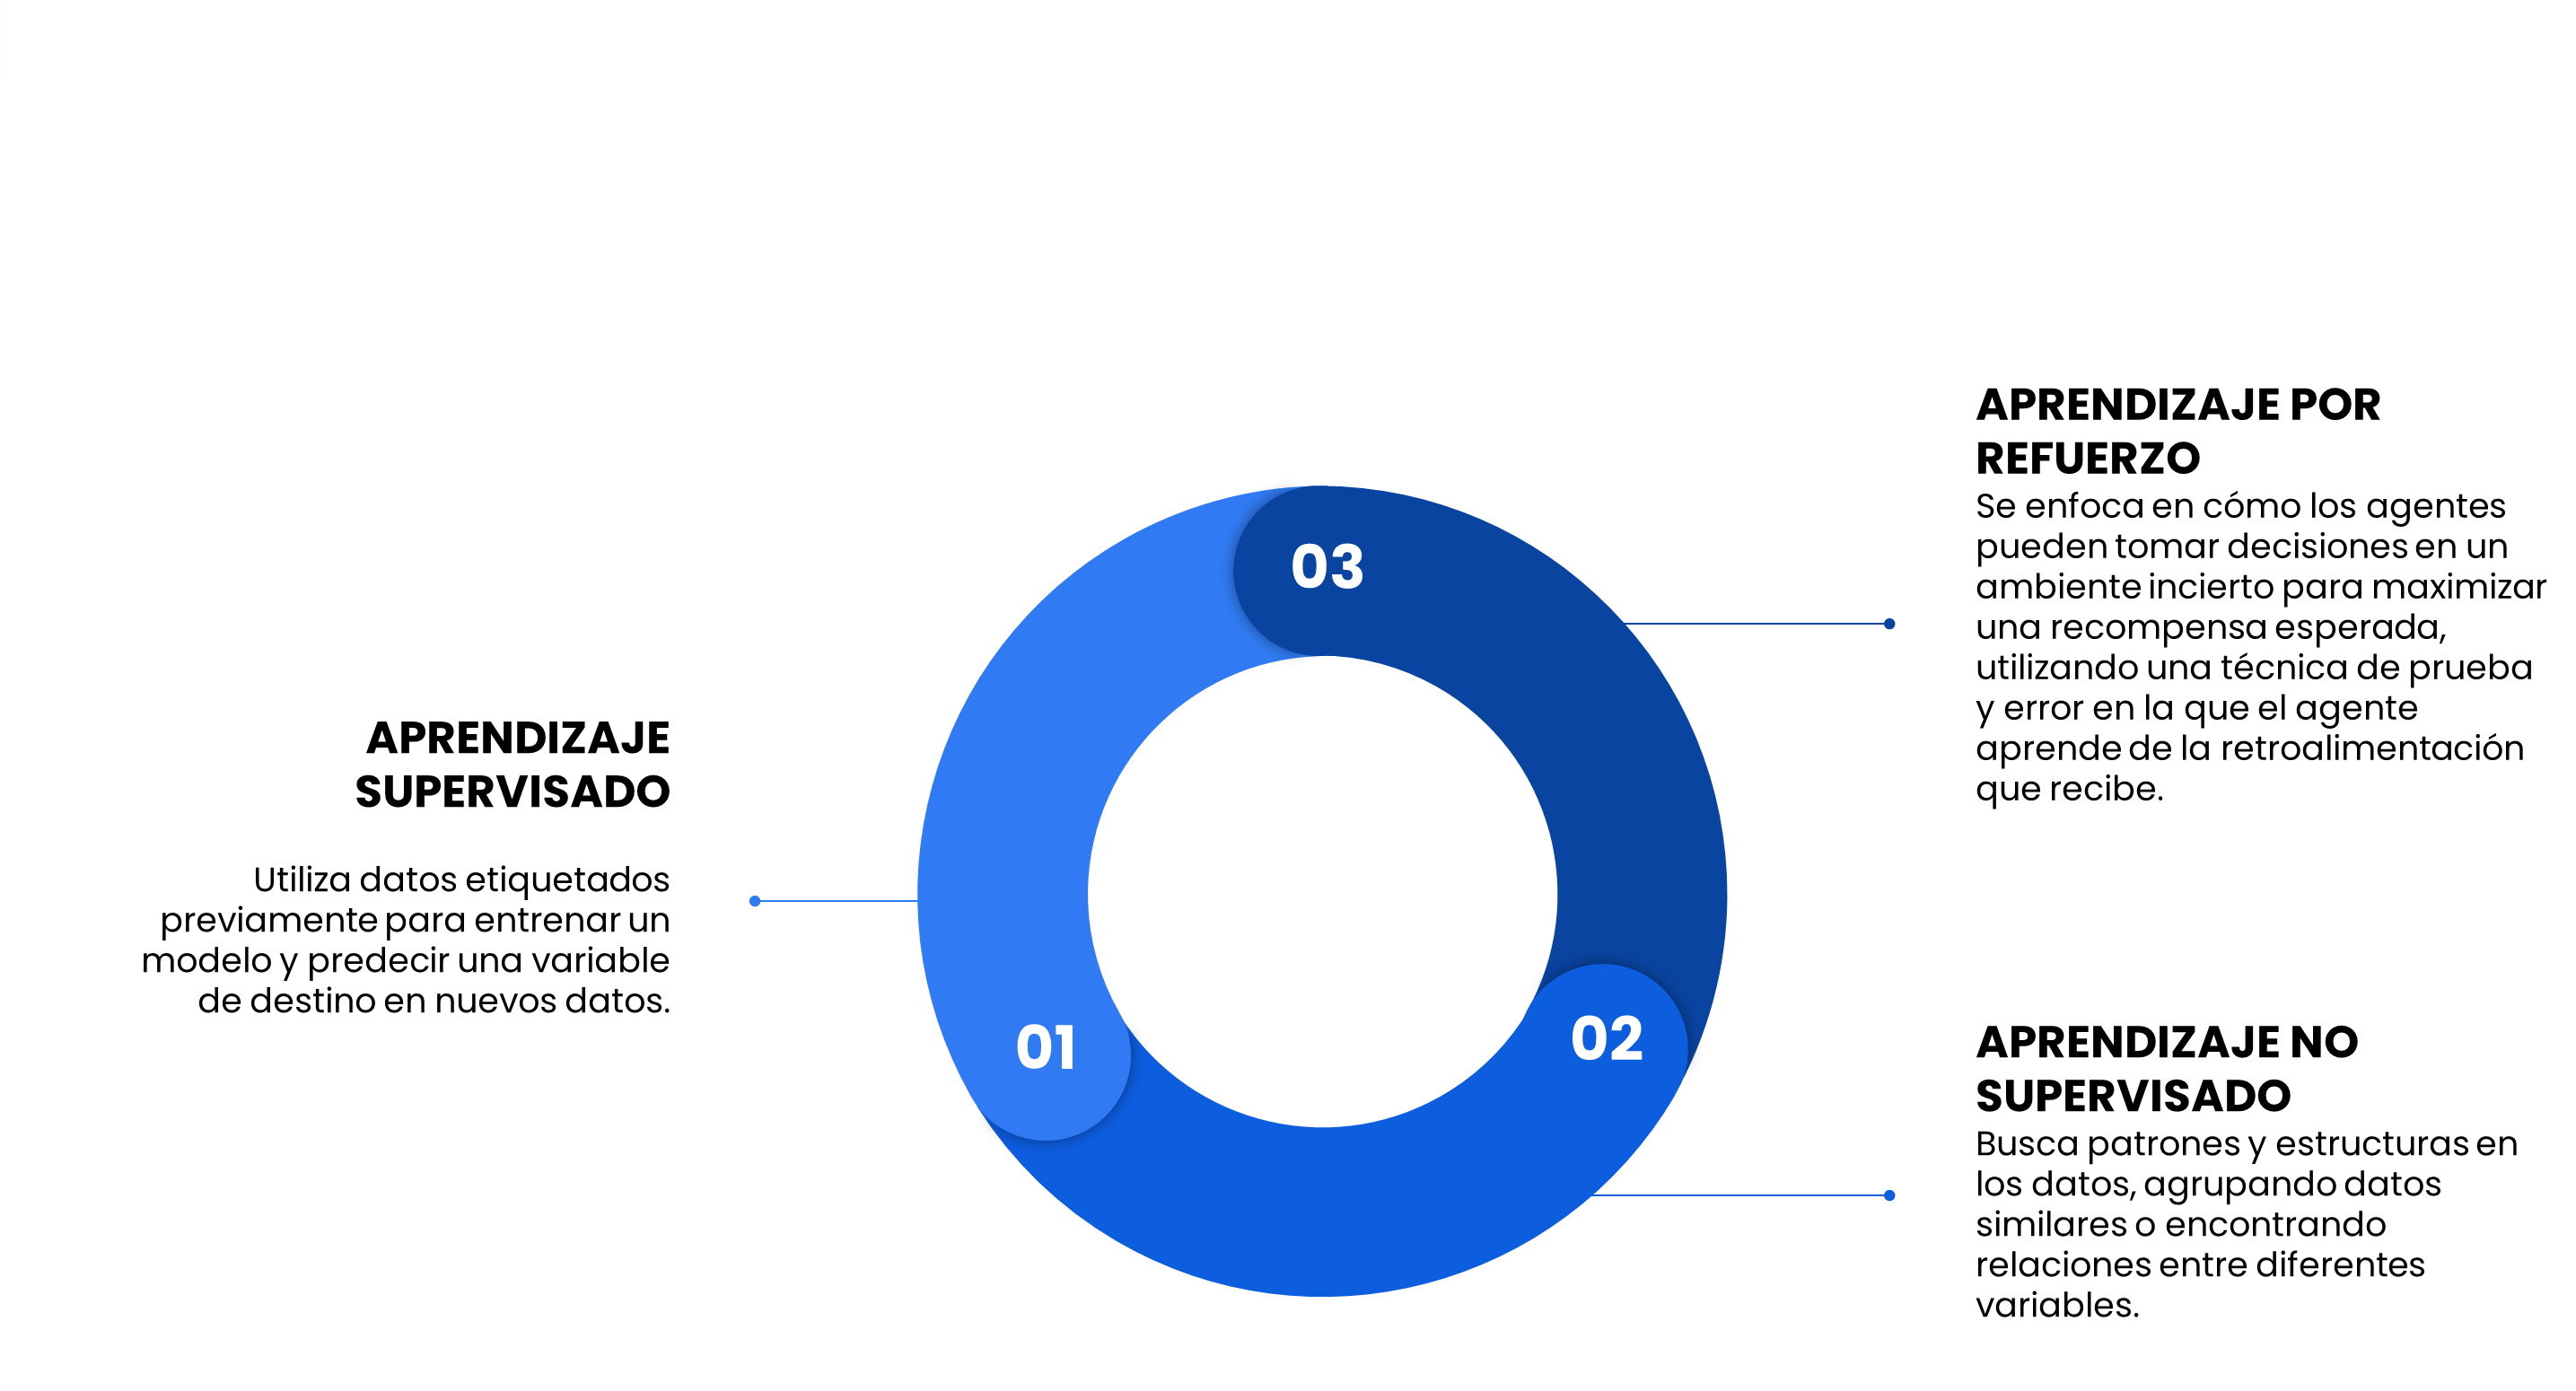 APRENDIZAJE
SUPERVISADO
Utiliza datos etiquetados
previamente para entrenar un
modelo y predecir una variable
de destino en nuevos datos.
03
01
02
APRENDIZAJE POR
REFUERZO
Se enfoca en cómo los agentes
pueden tomar decisiones en un
ambiente incierto para maximizar
una recompensa esperada,
utilizando una técnica de prueba
y error en la que el agente
aprende de la retroalimentación
que recibe.
APRENDIZAJE NO
SUPERVISADO
Busca patrones y estructuras en
los datos, agrupando datos
similares o encontrando
relaciones entre diferentes
variables.